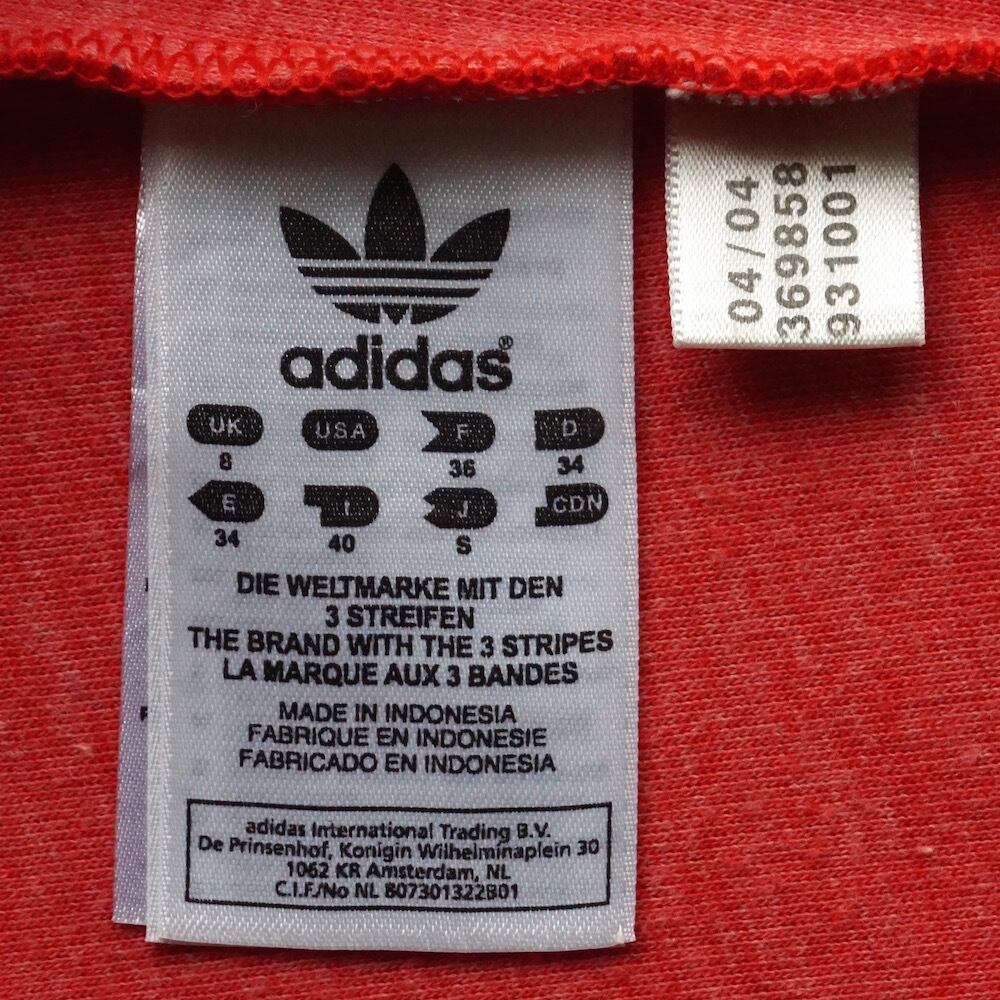 adidas®
UK USA F D
8 36 34
E I J CDN
34 40 S
DIE WELTMARKE MIT DEN
3 STREIFEN
THE BRAND WITH THE 3 STRIPES
LA MARQUE AUX 3 BANDES
MADE IN INDONESIA
FABRIQUE EN INDONESIE
FABRICADO EN INDONESIA
adidas International Trading B.V.
De Prinsenhof, Konigin Wilhelminaplein 30
1062 KR Amsterdam, NL
C.I.F./No NL 807301322B01
04/04
369858
931001